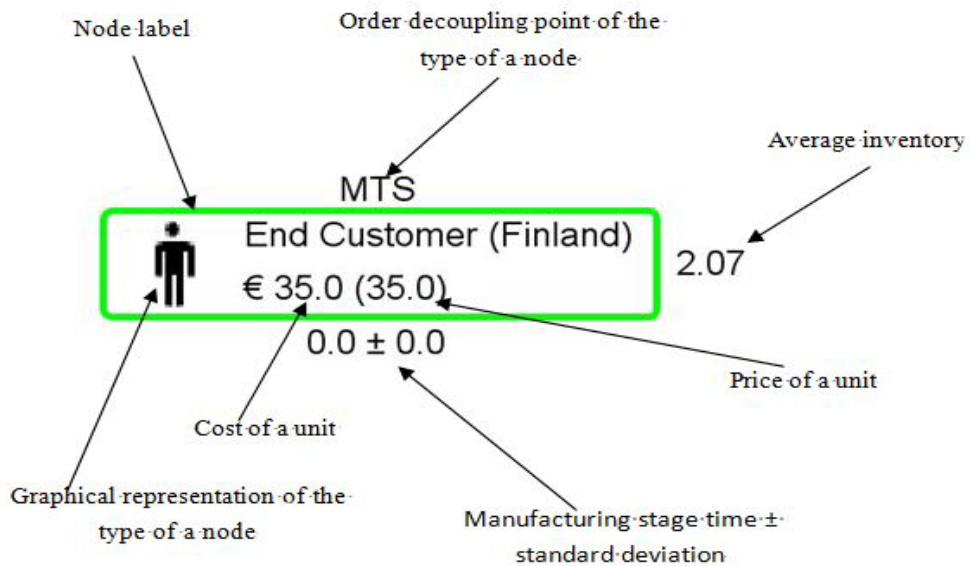 Node label
Order decoupling point of the
type of a node
Average inventory
MTS
End Customer (Finland)
€ 35.0 (35.0)
2.07
0.0 ± 0.0
Price of a unit
Cost of a unit
Graphical representation of the
type of a node
Manufacturing stage time ±
standard deviation